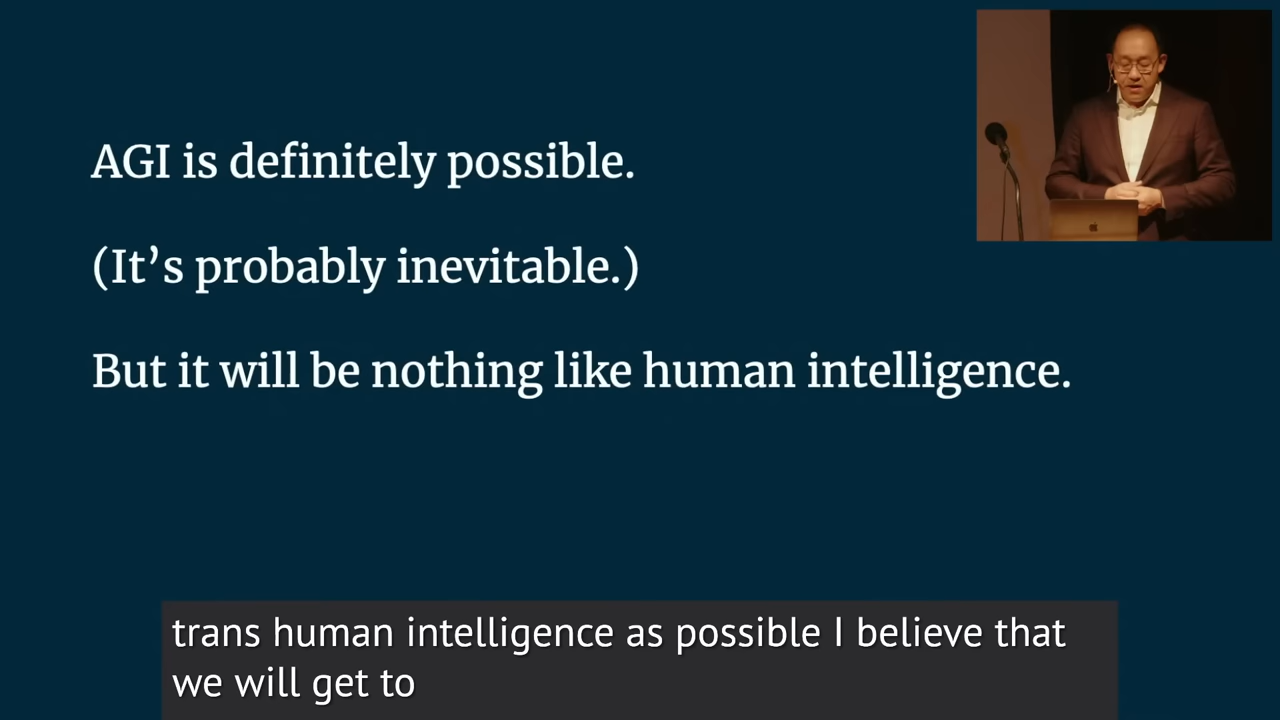 AGI is definitely possible.
(It’s probably inevitable.)
But it will be nothing like human intelligence.
trans human intelligence as possible I believe that
we will get to